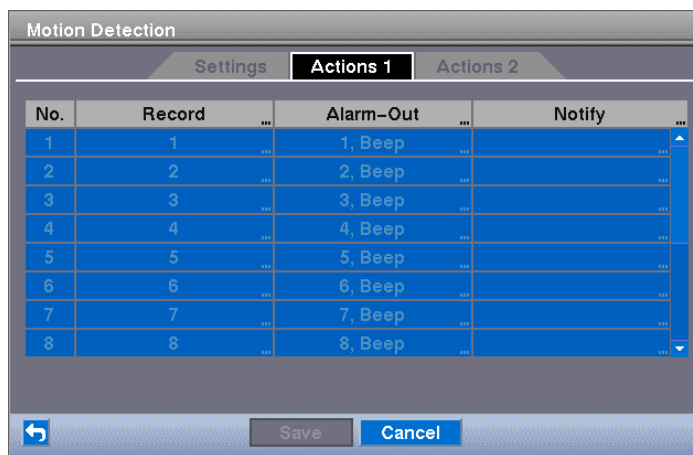 Motion Detection
Settings Actions 1 Actions 2
No. Record ... Alarm-Out ... Notify ...
1 1 ... 1, Beep ... ...
2 2 ... 2, Beep ... ...
3 3 ... 3, Beep ... ...
4 4 ... 4, Beep ... ...
5 5 ... 5, Beep ... ...
6 6 ... 6, Beep ... ...
7 7 ... 7, Beep ... ...
8 8 ... 8, Beep ... ...
Save Cancel